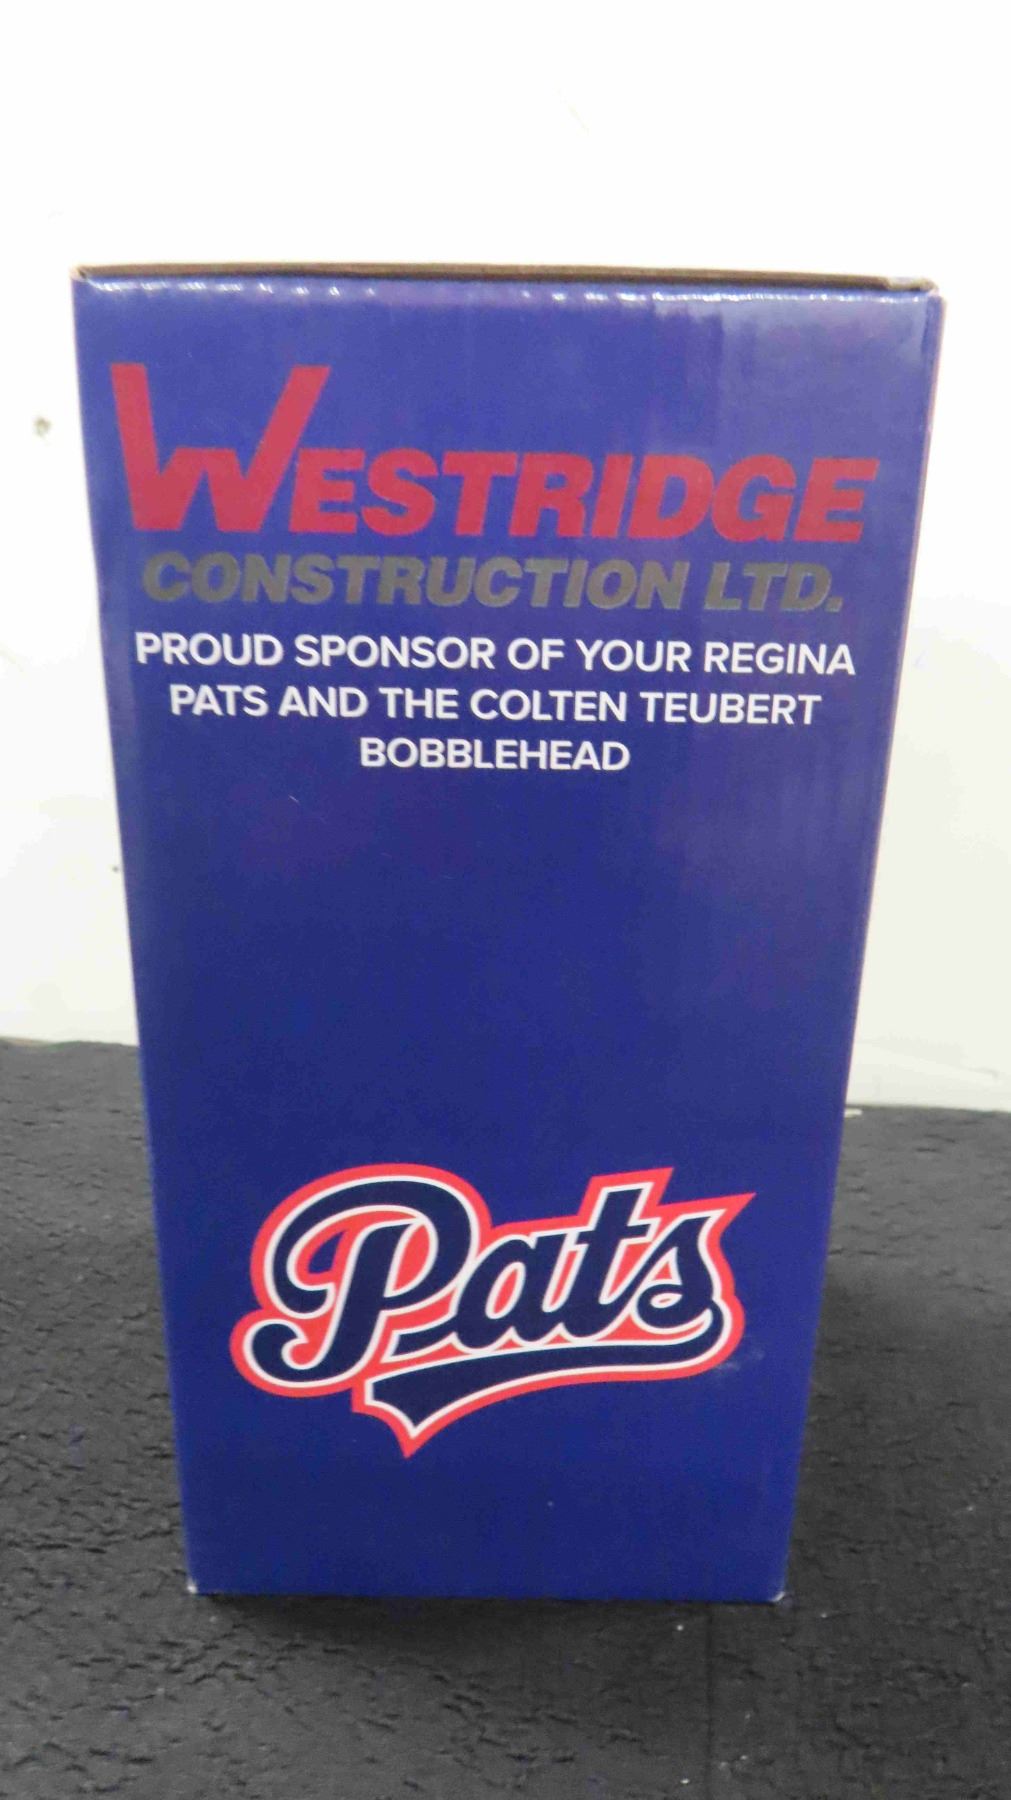 WESTRIDGE
CONSTRUCTION LTD.
PROUD SPONSOR OF YOUR REGINA
PATS AND THE COLTEN TEUBERT
BOBBLEHEAD
Pats